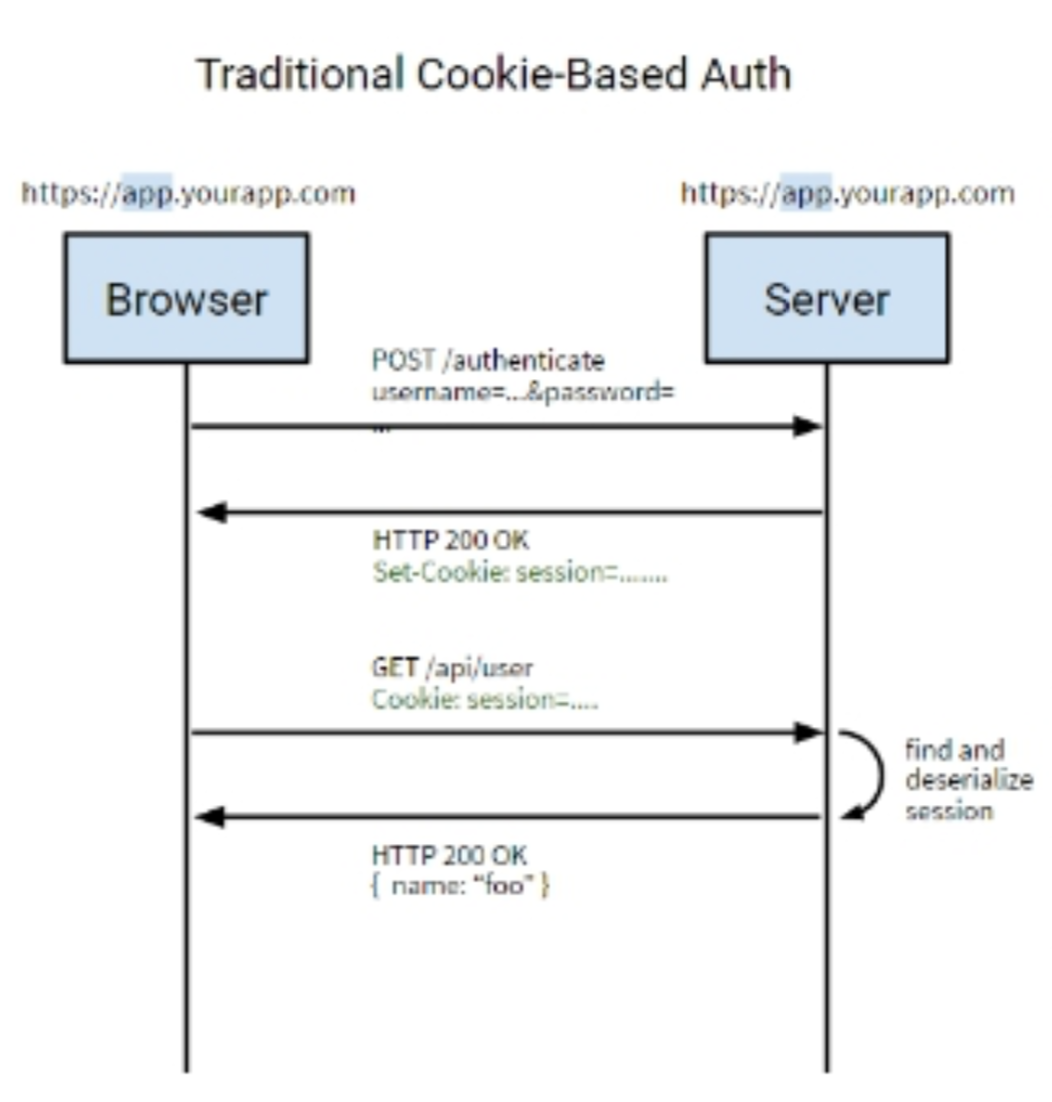 Traditional Cookie-Based Auth
https://app.yourapp.com
https://app.yourapp.com
Browser
Server
POST /authenticate
username=...&password=
...
HTTP 200 OK
Set-Cookie: session=.......
GET /api/user
Cookie: session=....
find and
deserialize
session
HTTP 200 OK
{ name: “foo” }